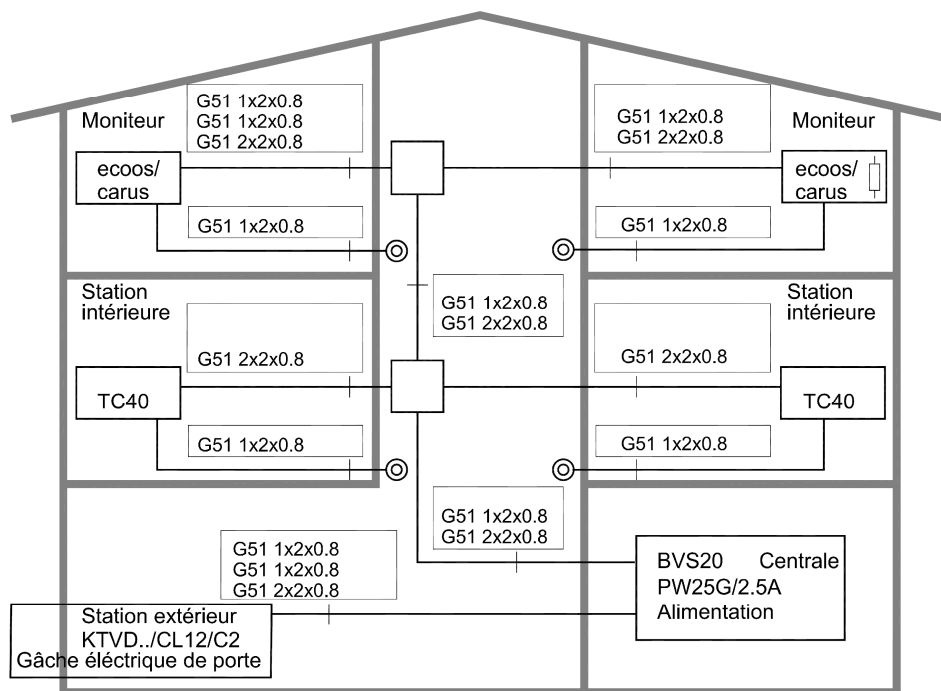 Moniteur
G51 1x2x0.8
G51 1x2x0.8
G51 2x2x0.8
ecoos/
carus
G51 1x2x0.8
G51 1x2x0.8
G51 2x2x0.8
Moniteur
ecoos/
carus
G51 1x2x0.8
G51 1x2x0.8
G51 2x2x0.8
Station
intérieure
G51 2x2x0.8
TC40
G51 1x2x0.8
Station
intérieure
G51 2x2x0.8
TC40
G51 1x2x0.8
G51 1x2x0.8
G51 2x2x0.8
G51 1x2x0.8
G51 1x2x0.8
G51 2x2x0.8
BVS20 Centrale
PW25G/2.5A
Alimentation
Station extérieur
KTVD../CL12/C2
Gâche éléctrique de porte